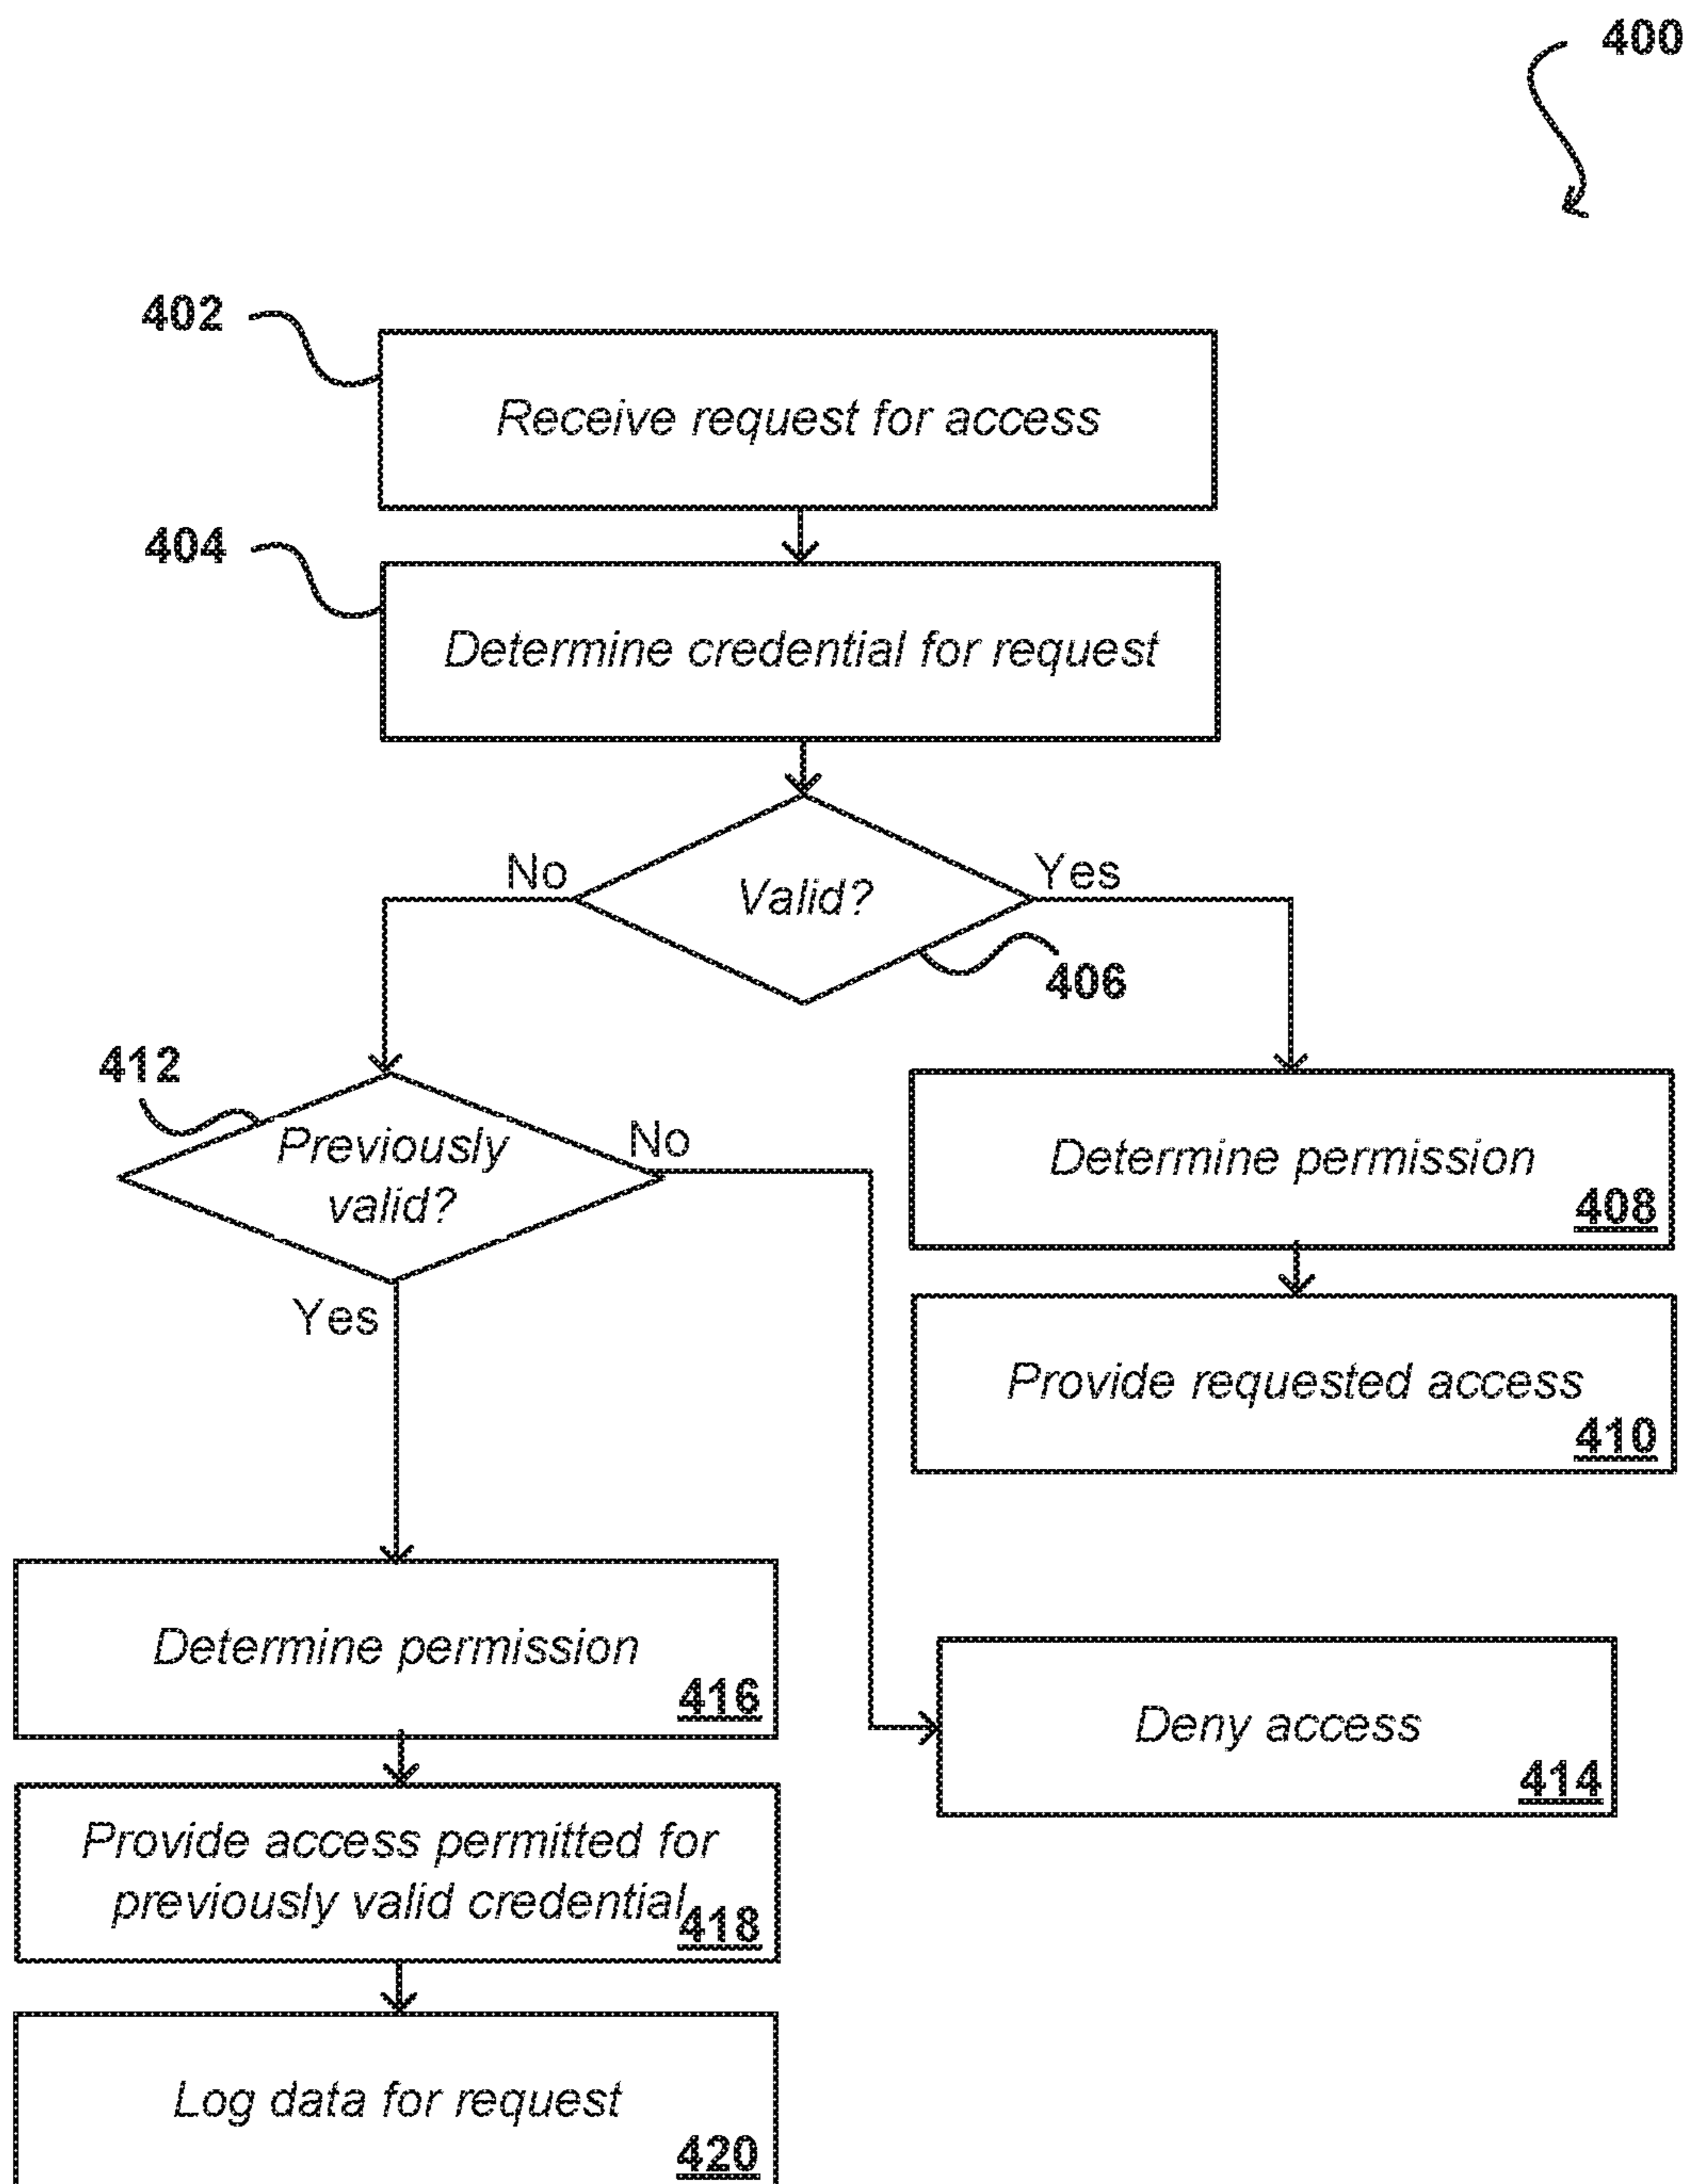 400
402
Receive request for access
404
Determine credential for request
No
Valid?
Yes
406
412
Previously
valid?
No
Yes
Determine permission
408
Provide requested access
410
Determine permission
416
Deny access
414
Provide access permitted for
previously valid credential
418
Log data for request
420